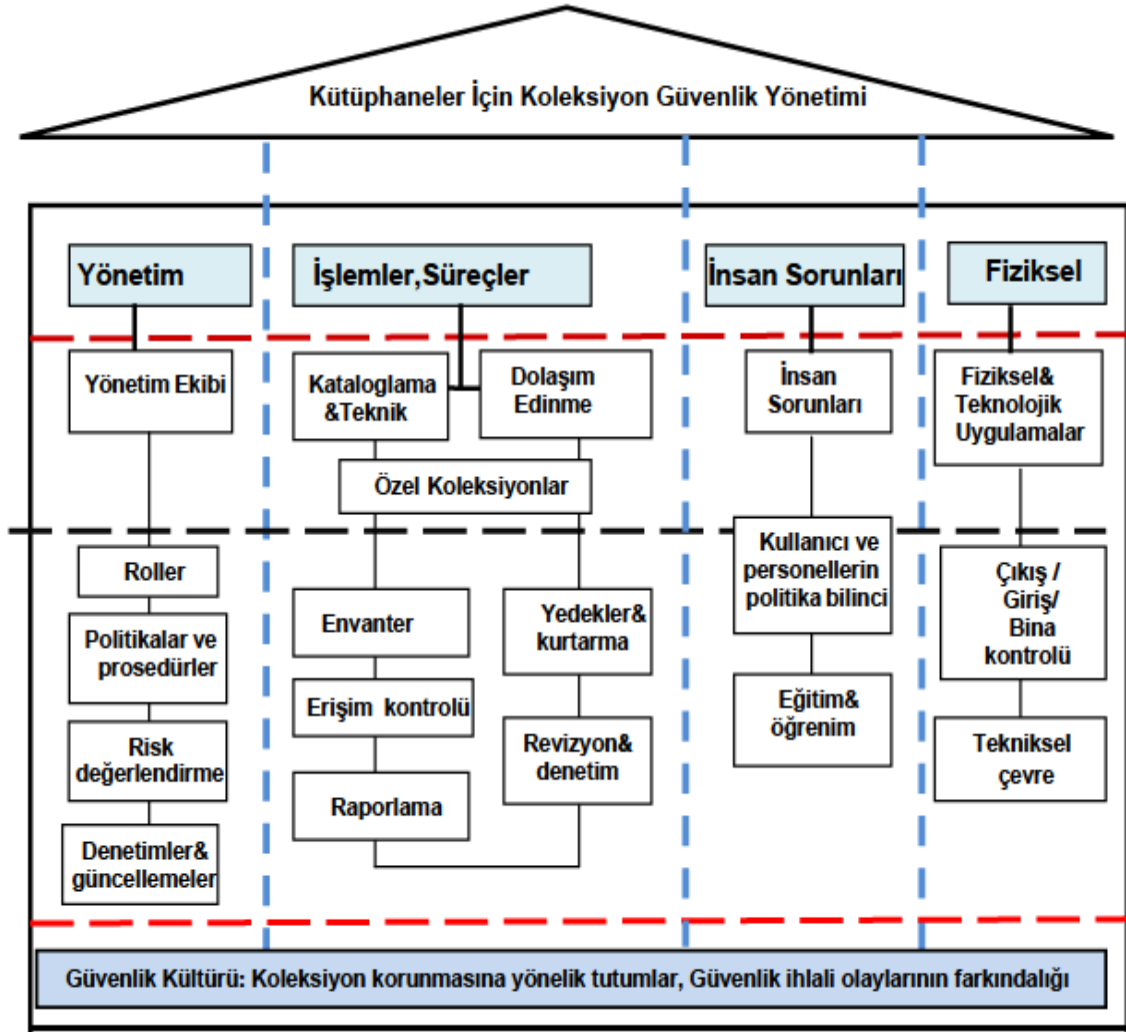 Kütüphaneler İçin Koleksiyon Güvenlik Yönetimi
Yönetim
İşlemler,Süreçler
İnsan Sorunları
Fiziksel
Yönetim Ekibi
Kataloglama
&Teknik
Dolaşım
Edinme
Özel Koleksiyonlar
İnsan
Sorunları
Fiziksel&
Teknolojik
Uygulamalar
Roller
Politikalar ve
prosedürler
Risk
değerlendirme
Denetimler&
güncellemeler
Envanter
Erişim kontrolü
Raporlama
Yedekler&
kurtarma
Revizyon&
denetim
Kullanıcı ve
personellerin
politika bilinci
Eğitim&
öğrenim
Çıkış /
Giriş/
Bina
kontrolü
Tekniksel
çevre
Güvenlik Kültürü: Koleksiyon korunmasına yönelik tutumlar, Güvenlik ihlali olaylarının farkındalığı